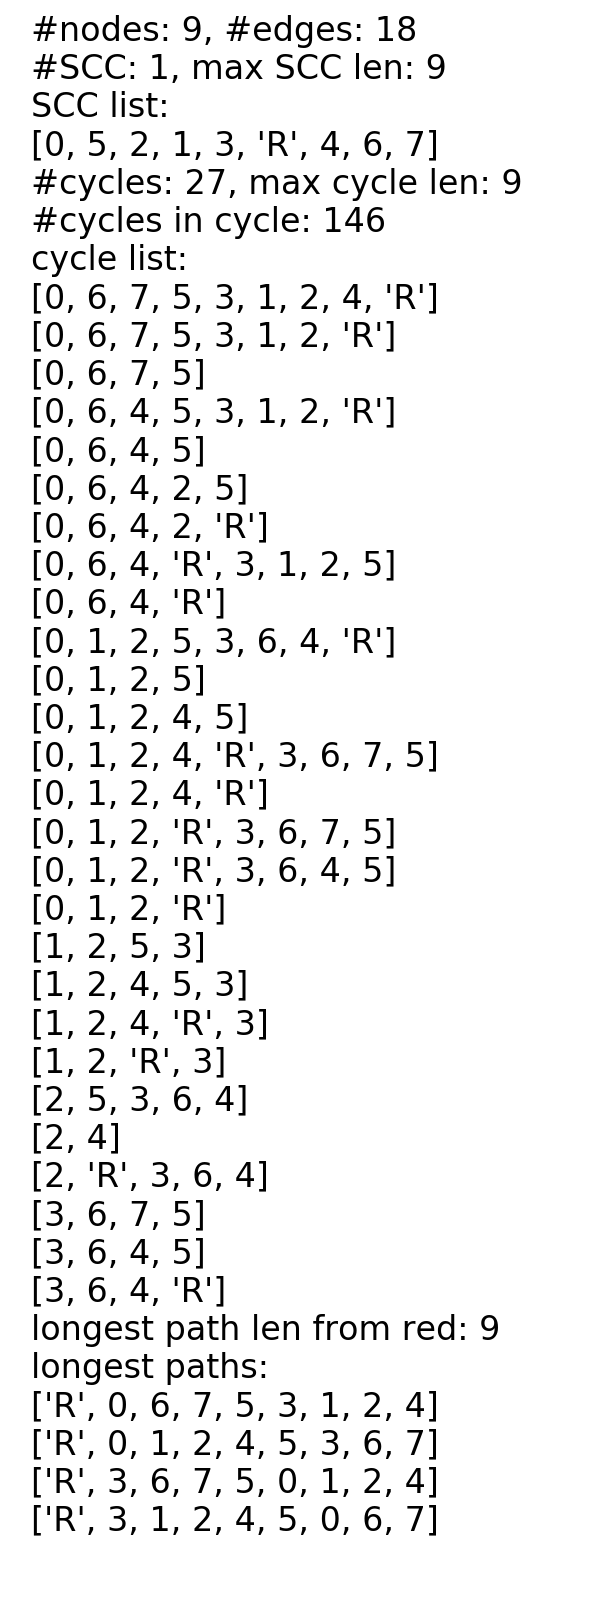 #nodes: 9, #edges: 18
#SCC: 1, max SCC len: 9
SCC list:
[0, 5, 2, 1, 3, 'R', 4, 6, 7]
#cycles: 27, max cycle len: 9
#cycles in cycle: 146
cycle list:
[0, 6, 7, 5, 3, 1, 2, 4, 'R']
[0, 6, 7, 5, 3, 1, 2, 'R']
[0, 6, 7, 5]
[0, 6, 4, 5, 3, 1, 2, 'R']
[0, 6, 4, 5]
[0, 6, 4, 2, 5]
[0, 6, 4, 2, 'R']
[0, 6, 4, 'R', 3, 1, 2, 5]
[0, 6, 4, 'R']
[0, 1, 2, 5, 3, 6, 4, 'R']
[0, 1, 2, 5]
[0, 1, 2, 4, 5]
[0, 1, 2, 4, 'R', 3, 6, 7, 5]
[0, 1, 2, 4, 'R']
[0, 1, 2, 'R', 3, 6, 7, 5]
[0, 1, 2, 'R', 3, 6, 4, 5]
[0, 1, 2, 'R']
[1, 2, 5, 3]
[1, 2, 4, 5, 3]
[1, 2, 4, 'R', 3]
[1, 2, 'R', 3]
[2, 5, 3, 6, 4]
[2, 4]
[2, 'R', 3, 6, 4]
[3, 6, 7, 5]
[3, 6, 4, 5]
[3, 6, 4, 'R']
longest path len from red: 9
longest paths:
['R', 0, 6, 7, 5, 3, 1, 2, 4]
['R', 0, 1, 2, 4, 5, 3, 6, 7]
['R', 3, 6, 7, 5, 0, 1, 2, 4]
['R', 3, 1, 2, 4, 5, 0, 6, 7]